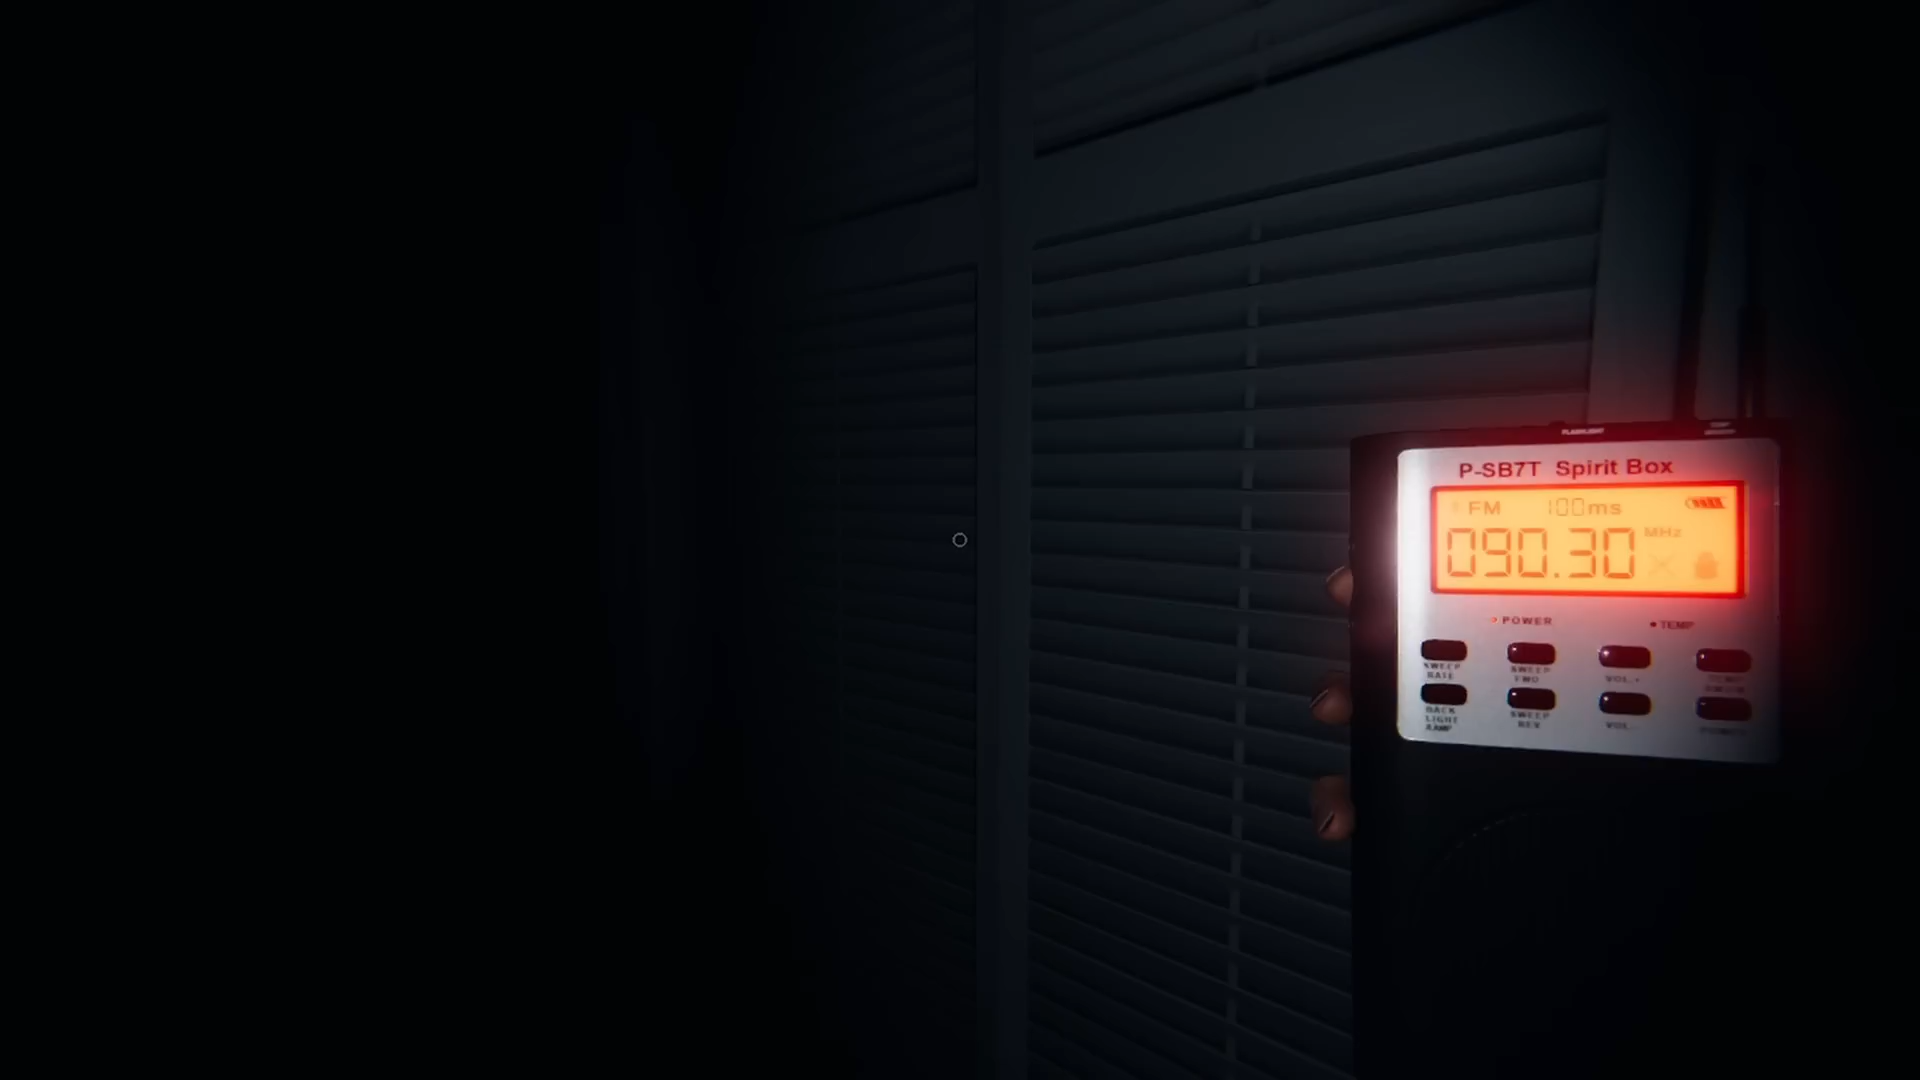 FLASHLIGHT
P-SB7T Spirit Box
FM 100ms
090.30 MHz
POWER TEMP
SWEEP RATE
SWEEP FWD
VOL.+
BACK LIGHT
SWEEP REV
VOL-